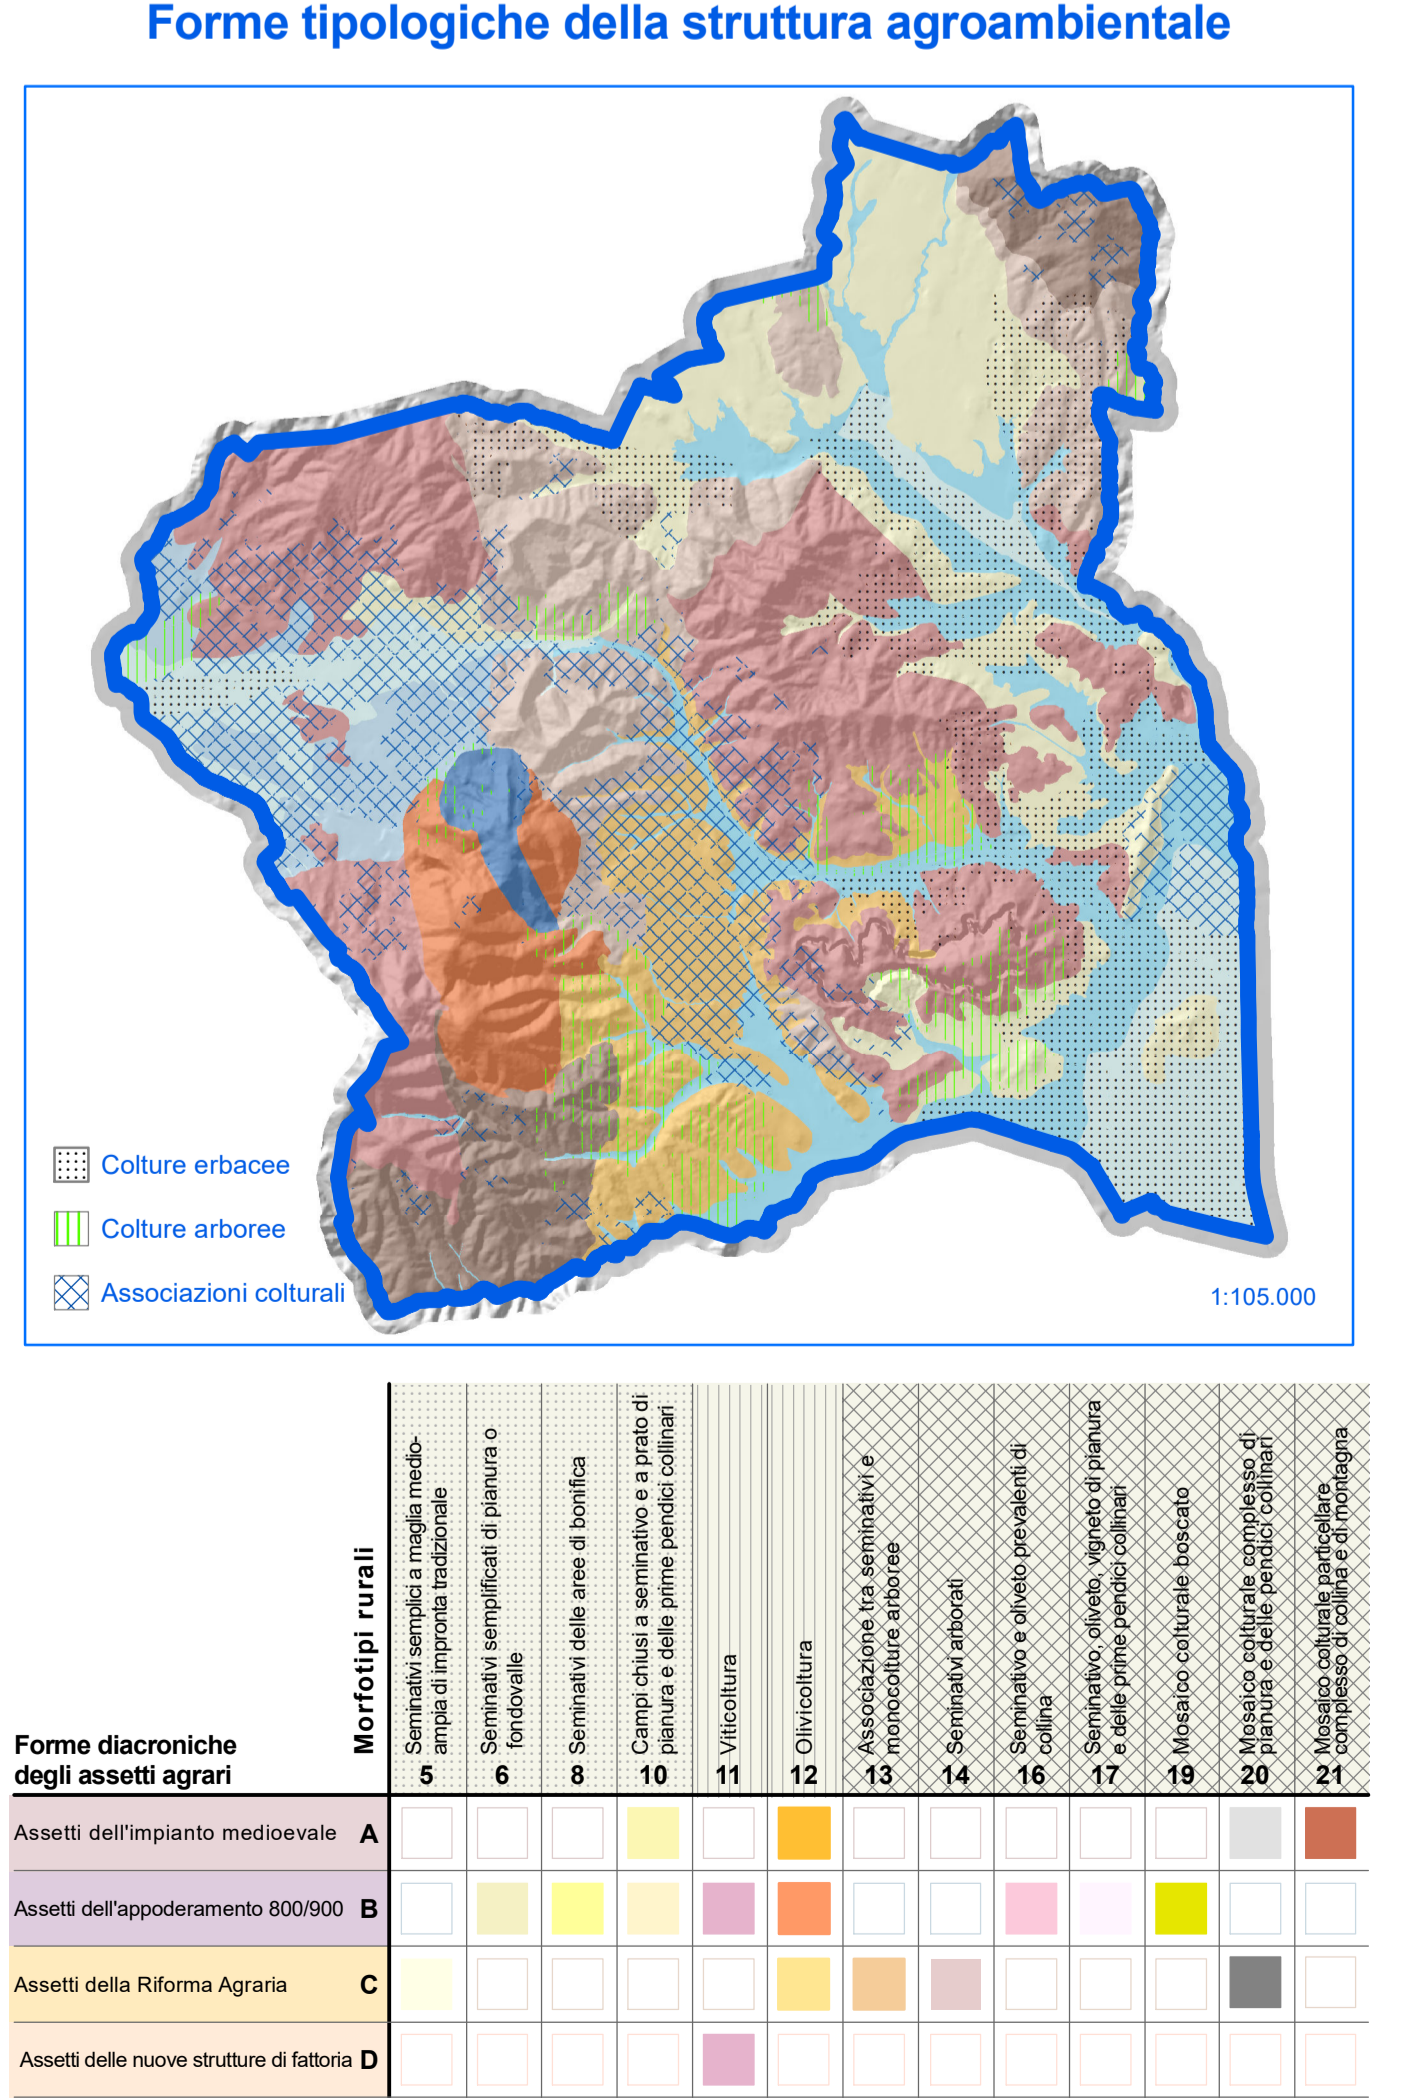 Forme tipologiche della struttura agroambientale
Colture erbacee
Colture arboree
Associazioni colturali
1:105.000
Morfotipi rurali
Seminativi semplici a maglia medio-
ampia di impronta tradizionale
Seminativi semplificati di pianura o
fondovalle
Seminativi delle aree di bonifica
Campi chiusi a seminativo e a prato di
pianura e delle prime pendici collinari
Viticoltura
Olivicoltura
Associazione tra seminativi e
monocolture arboree
Seminativi arborati
Seminativo e oliveto prevalenti di
collina
Seminativo, oliveto, vigneto di pianura
e delle prime pendici collinari
Mosaico colturale boscato
Mosaico colturale complesso di
pianura e delle pendici collinari
Mosaico colturale particellare
complesso di collina e di montagna
Forme diacroniche
degli assetti agrari
5 6 8 10 11 12 13 14 16 17 19 20 21
Assetti dell'impianto medioevale A
Assetti dell'appoderamento 800/900 B
Assetti della Riforma Agraria C
Assetti delle nuove strutture di fattoria D